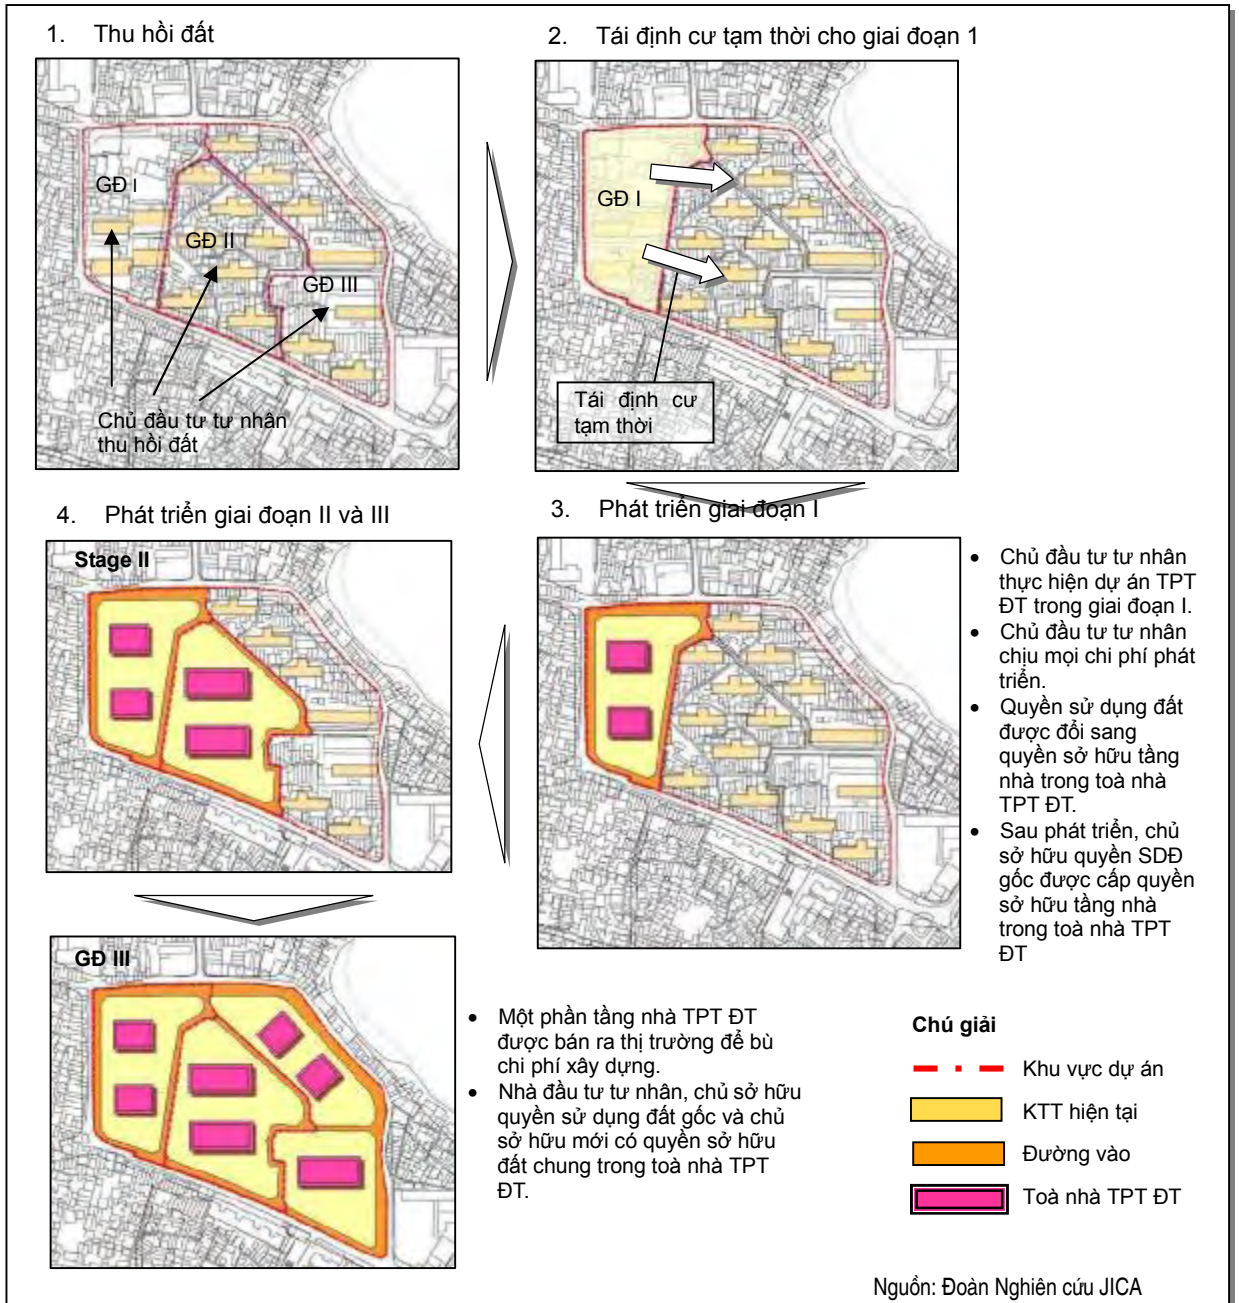 1. Thu hồi đất
GĐ I
GĐ II
GĐ III
Chủ đầu tư tư nhân
thu hồi đất
2. Tái định cư tạm thời cho giai đoạn 1
GĐ I
Tái định cư
tạm thời
4. Phát triển giai đoạn II và III
Stage II
3. Phát triển giai đoạn I
• Chủ đầu tư tư nhân
thực hiện dự án TPT
ĐT trong giai đoạn I.
• Chủ đầu tư tư nhân
chịu mọi chi phí phát
triển.
• Quyền sử dụng đất
được đổi sang
quyền sở hữu tầng
nhà trong toà nhà
TPT ĐT.
• Sau phát triển, chủ
sở hữu quyền SDĐ
gốc được cấp quyền
sở hữu tầng nhà
trong toà nhà TPT
ĐT
GĐ III
• Một phần tầng nhà TPT ĐT
được bán ra thị trường để bù
chi phí xây dựng.
• Nhà đầu tư tư nhân, chủ sở hữu
quyền sử dụng đất gốc và chủ
sở hữu mới có quyền sở hữu
đất chung trong toà nhà TPT
ĐT.
Chú giải
Khu vực dự án
KTT hiện tại
Đường vào
Toà nhà TPT ĐT
Nguồn: Đoàn Nghiên cứu JICA